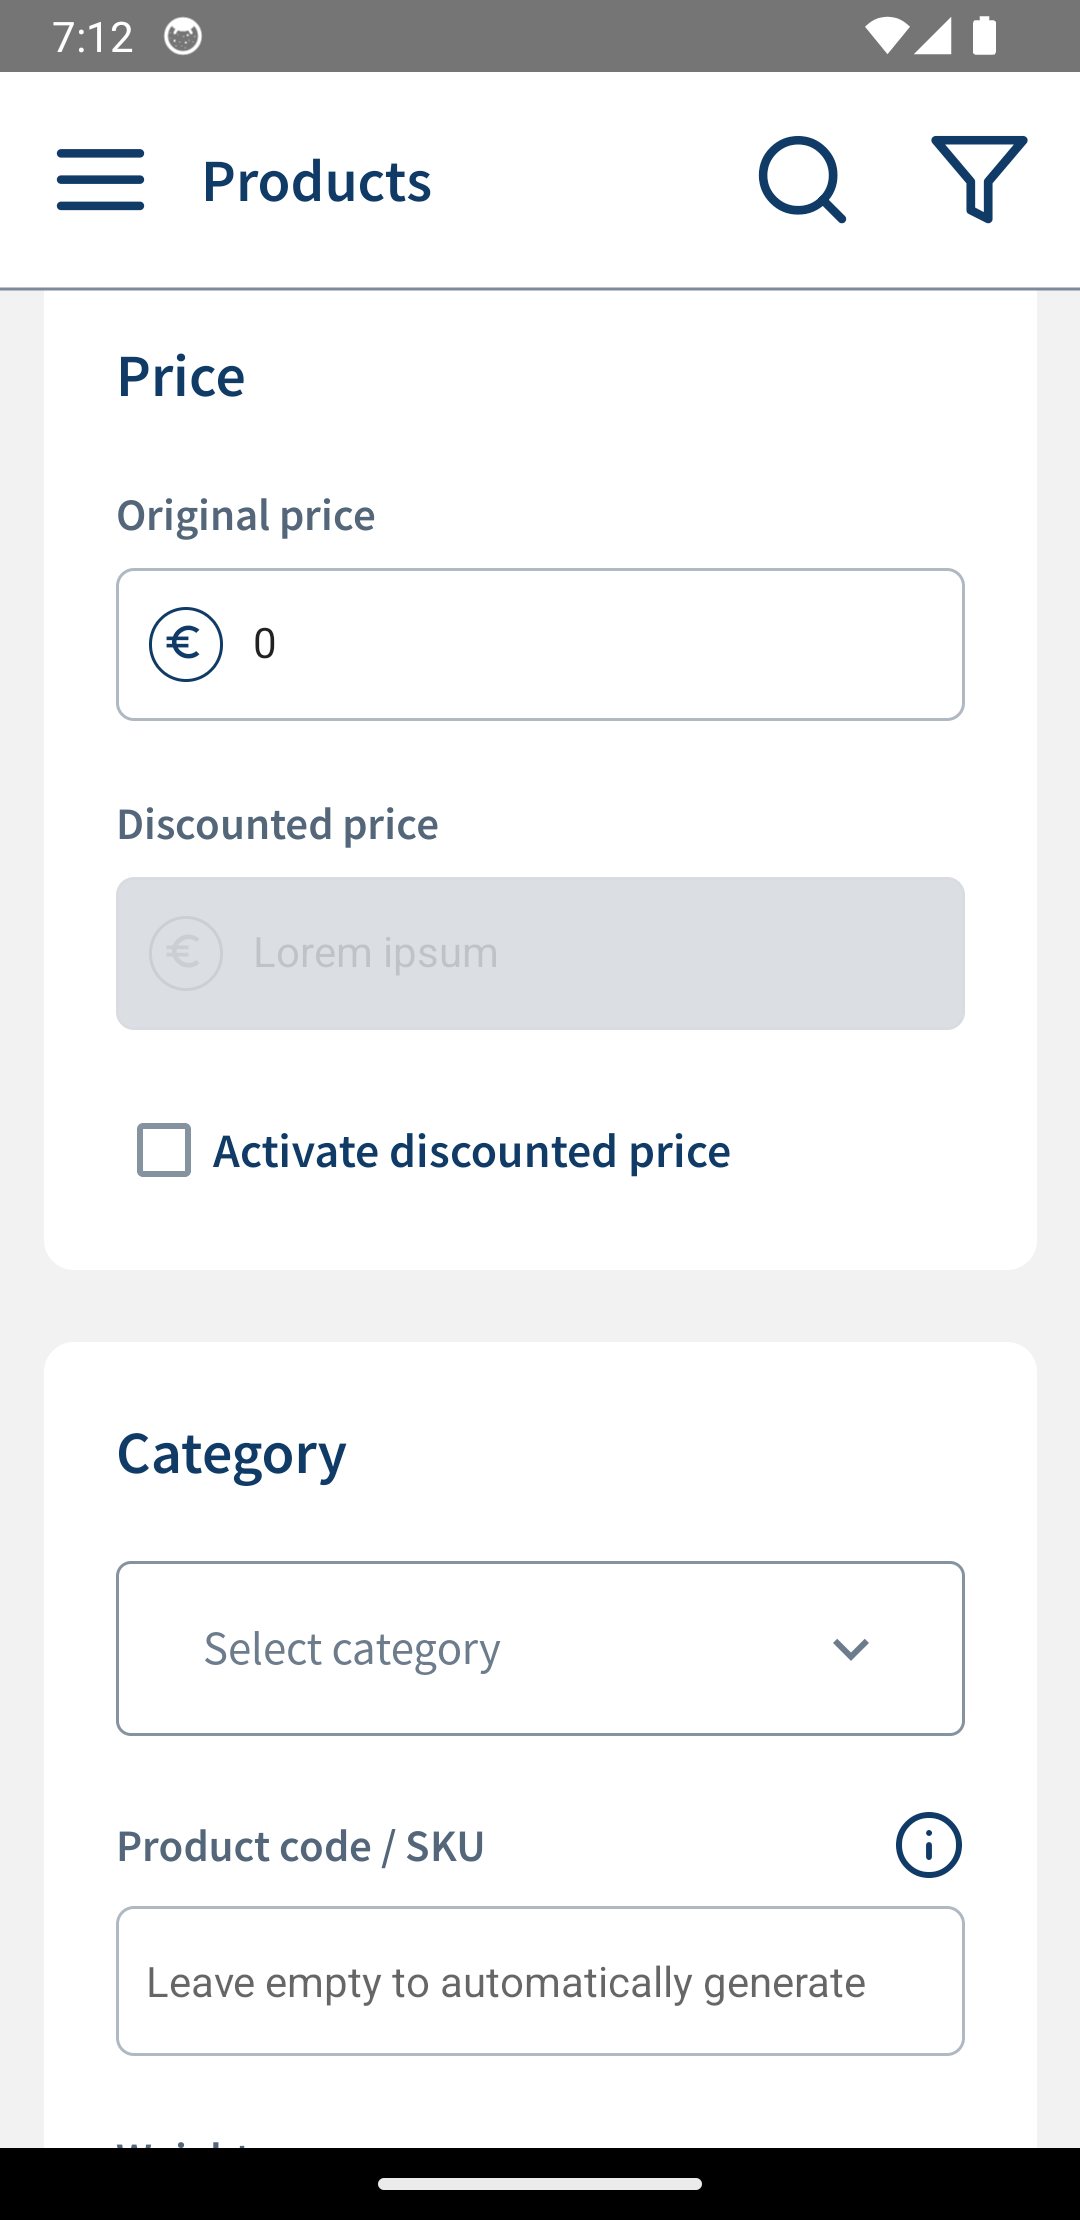 7:12
Products
Price
Original price
€ 0
Discounted price
€ Lorem ipsum
Activate discounted price
Category
Select category
Product code / SKU
Leave empty to automatically generate